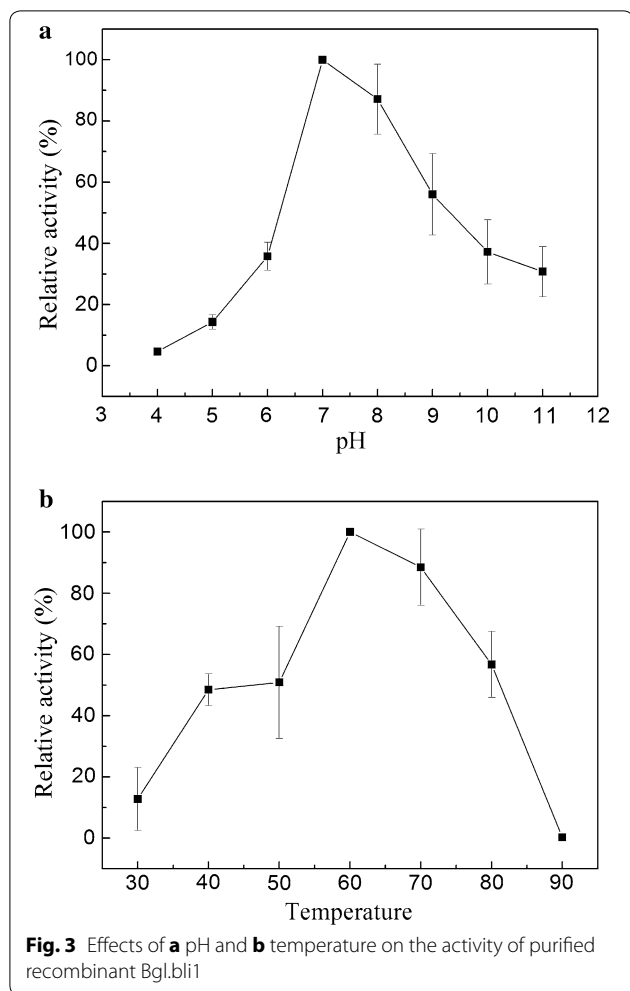 a
100
80
60
40
20
0
Relative activity (%)
3 4 5 6 7 8 9 10 11 12
pH
b
100
80
60
40
20
0
Relative activity (%)
30 40 50 60 70 80 90
Temperature
Fig. 3 Effects of a pH and b temperature on the activity of purified
recombinant Bgl.bli1